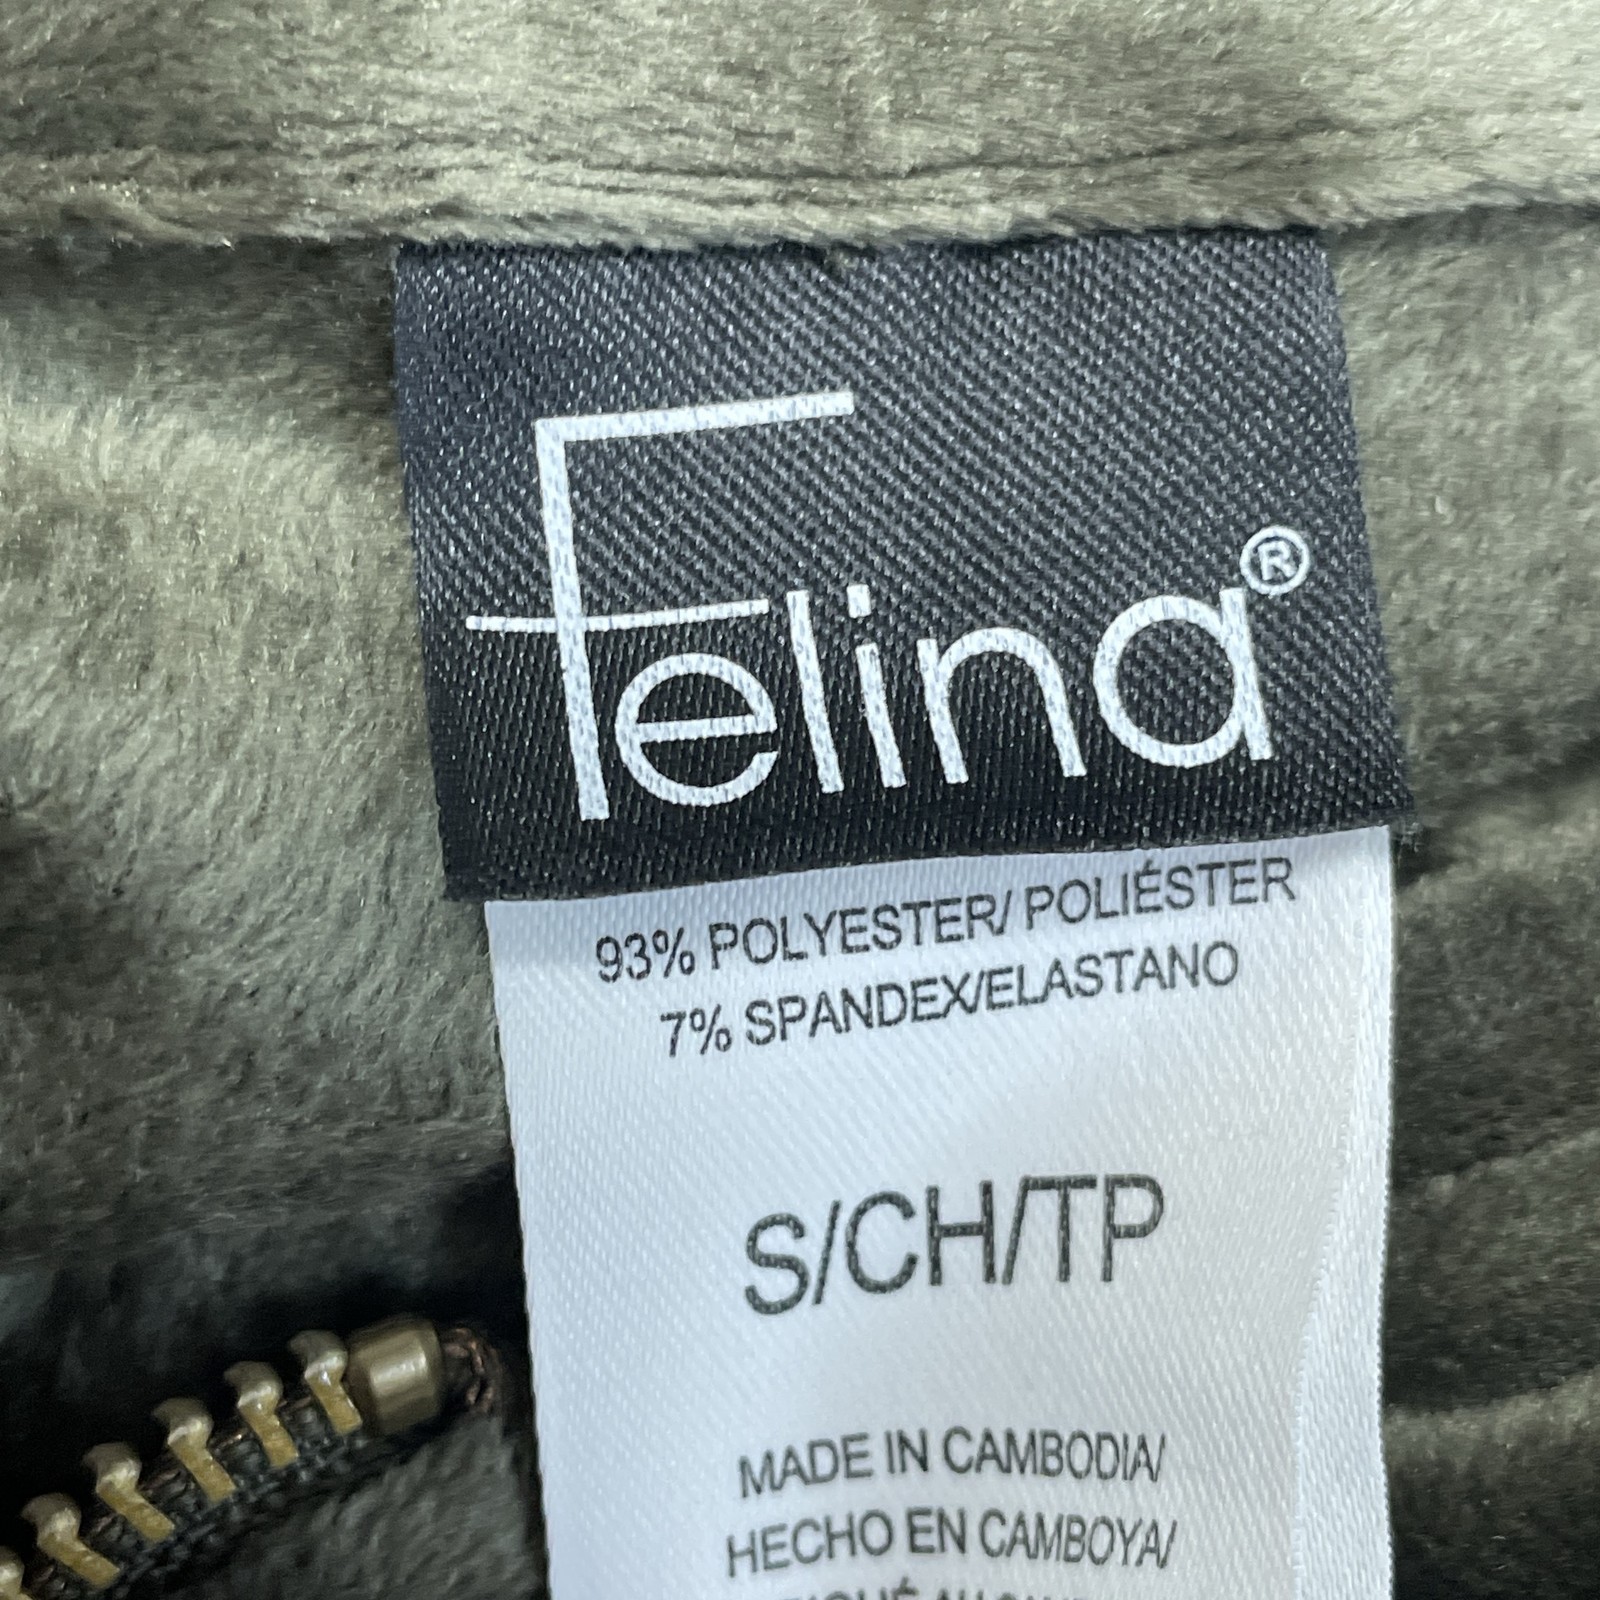 Felina®
93% POLYESTER/ POLIÉSTER
7% SPANDEX/ELASTANO
S/CH/TP
MADE IN CAMBODIA/
HECHO EN CAMBOYA/